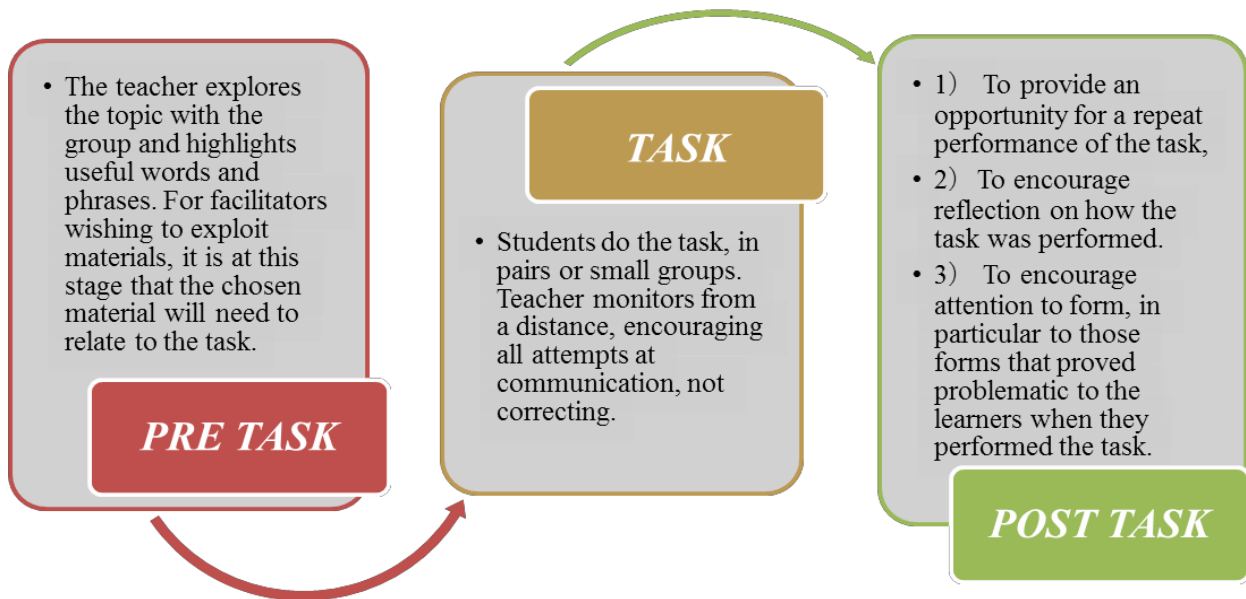 • The teacher explores
the topic with the
group and highlights
useful words and
phrases. For facilitators
wishing to exploit
materials, it is at this
stage that the chosen
material will need to
relate to the task.
PRE TASK
TASK
• Students do the task, in
pairs or small groups.
Teacher monitors from
a distance, encouraging
all attempts at
communication, not
correcting.
• 1） To provide an
opportunity for a repeat
performance of the task,
• 2） To encourage
reflection on how the
task was performed.
• 3） To encourage
attention to form, in
particular to those
forms that proved
problematic to the
learners when they
performed the task.
POST TASK